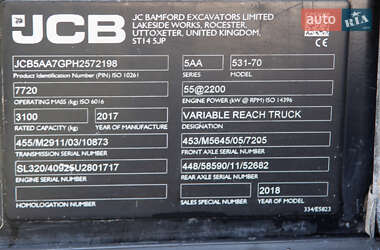 JCB
JC BAMFORD EXCAVATORS LIMITED
LAKESIDE WORKS, ROCESTER,
UTTOXETER, UNITED KINGDOM,
ST14 5JP
auto.RIA
.com
JCB5AA7GPH2572198 5AA 531-70
Product Identification Number (PIN) ISO 10261 SERIES MODEL
7720 55@2200
OPERATING MASS (kg) ISO 6016 ENGINE POWER (kW @ RPM) ISO 14396
3100 2017 VARIABLE REACH TRUCK
RATED CAPACITY (kg) YEAR OF MANUFACTURE DESIGNATION
455/M2911/03/10873 453/M5645/05/7205
TRANSMISSION SERIAL NUMBER FRONT AXLE SERIAL NUMBER
SL320/40925U2801717 448/58590/11/52682
ENGINE SERIAL NUMBER REAR AXLE SERIAL NUMBER
2018
HOMOLOGATION NUMBER SALES SPECIAL NUMBER MODEL YEAR
334/E5823